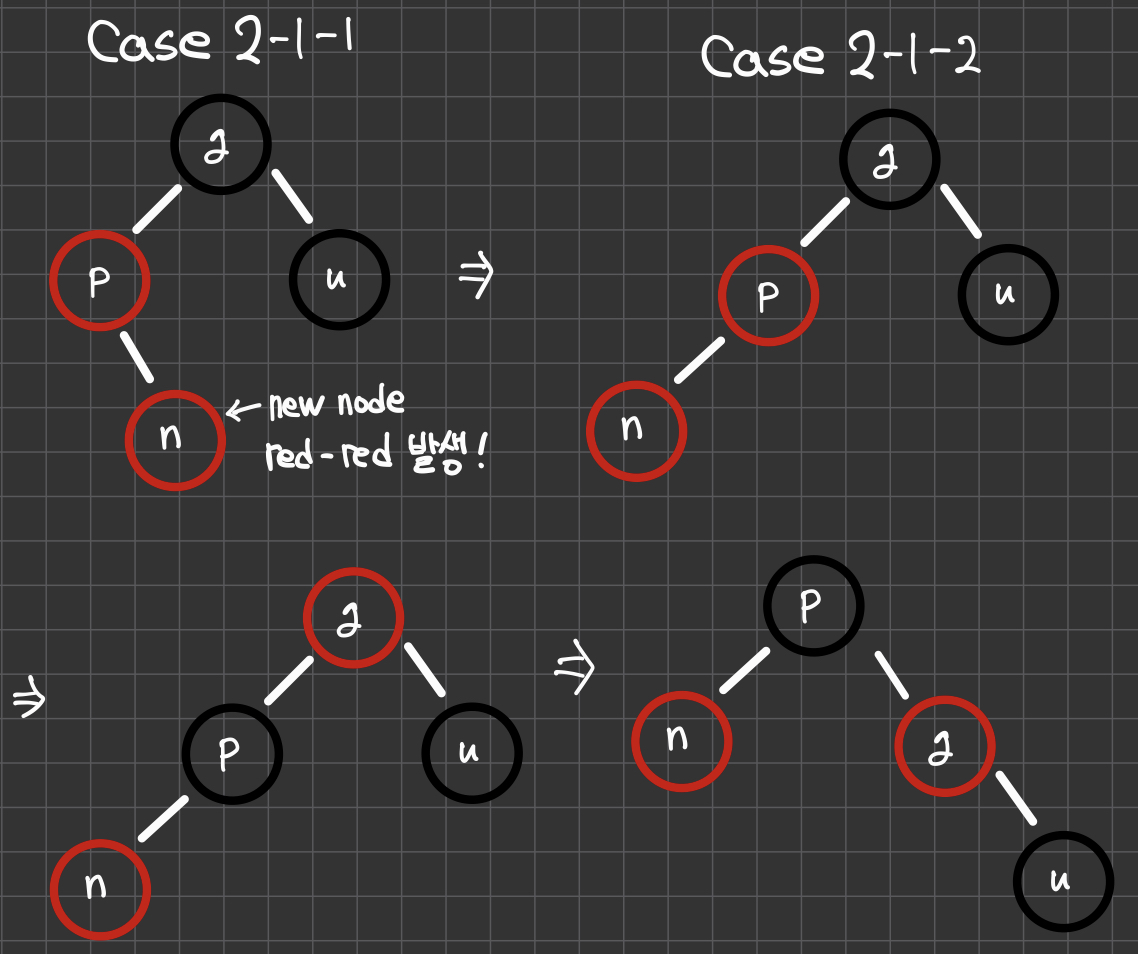 Case 2-1-1
Case 2-1-2
g
p
u
⇒
n
← new node
red-red 발생!
g
p
u
n
⇒
g
p
u
n
⇒
p
n
g
u